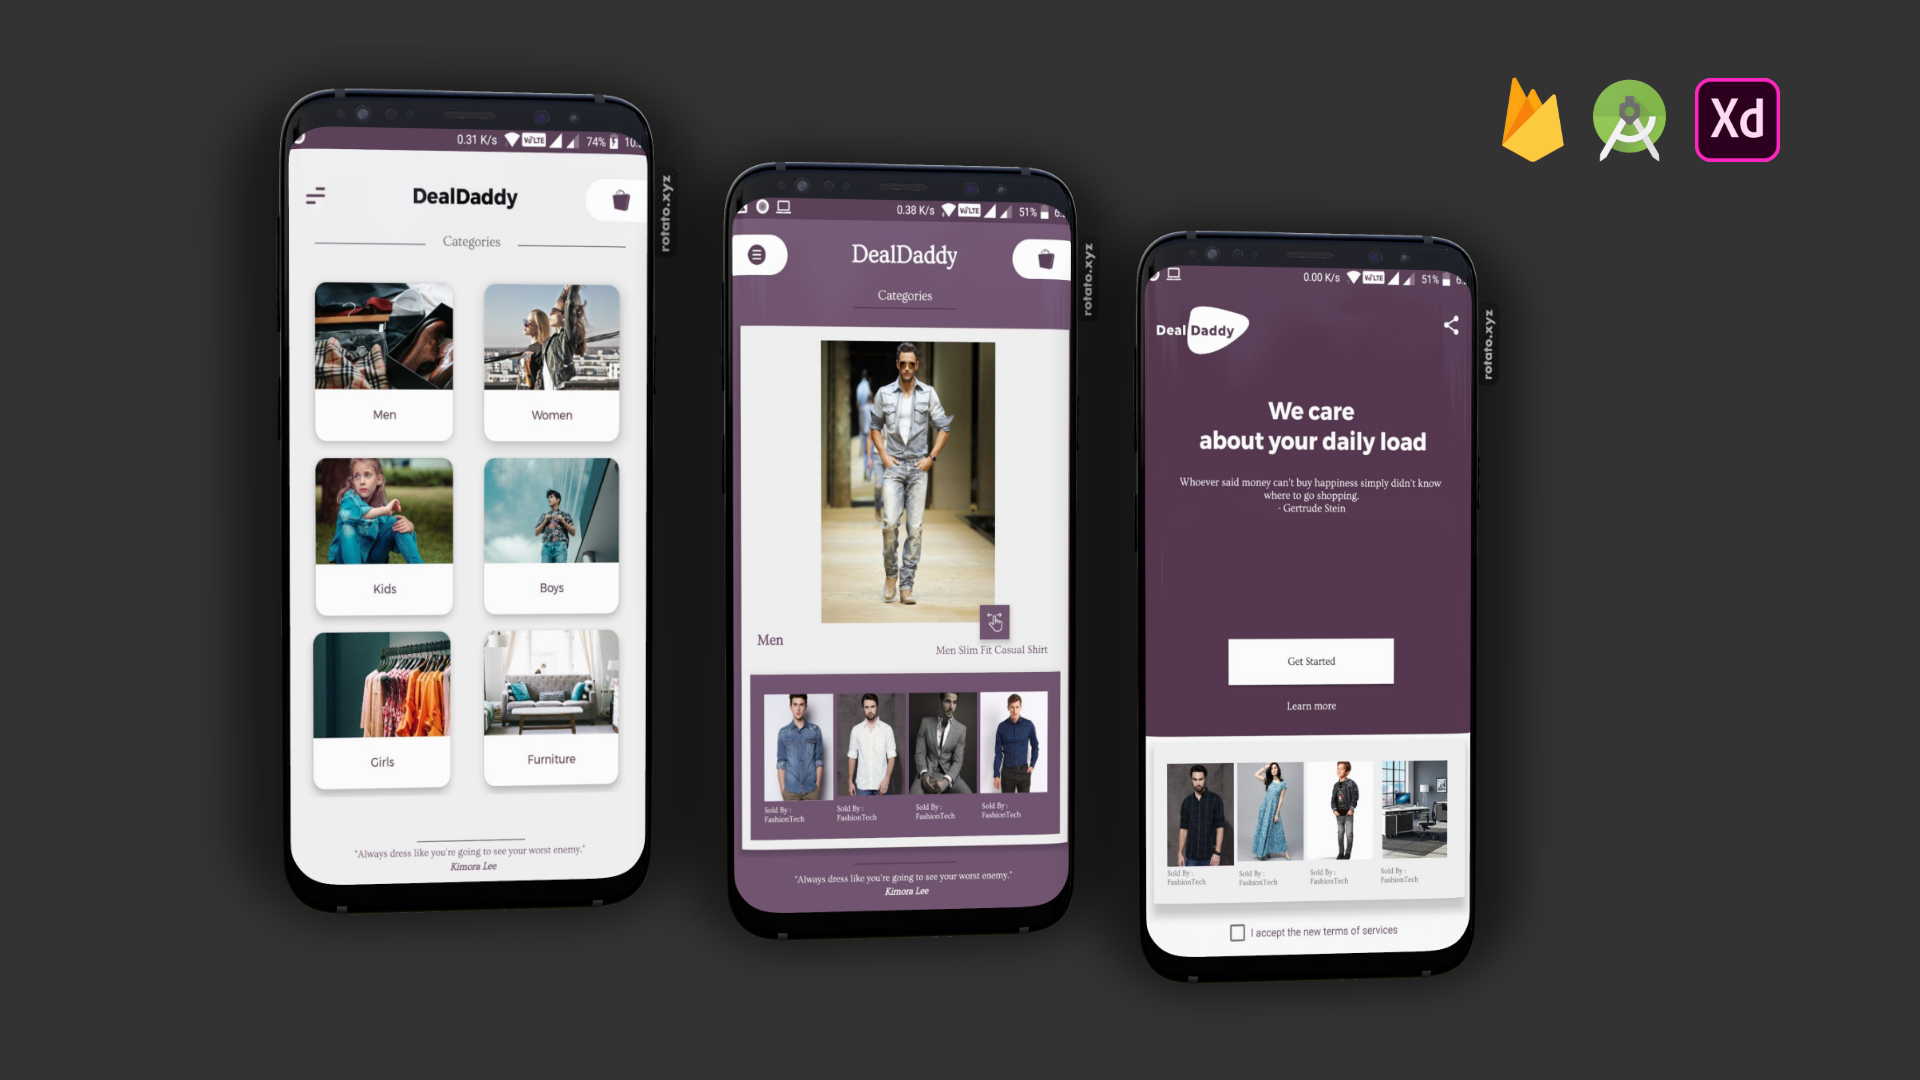 0.31 K/s VoLTE 74% 10:
DealDaddy
Categories
Men
Women
Kids
Boys
Girls
Furniture
"Always dress like you're going to see your worst enemy."
Kimora Lee
rotato.xyz
0.38 K/s VoLTE 51% 6:
DealDaddy
Categories
Men
Men Slim Fit Casual Shirt
Sold By :
FashionTech
Sold By :
FashionTech
Sold By :
FashionTech
Sold By :
FashionTech
"Always dress like you're going to see your worst enemy."
Kimora Lee
rotato.xyz
0.00 K/s VoLTE 51% 6:
Deal Daddy
We care
about your daily load
Whoever said money can't buy happiness simply didn't know
where to go shopping.
- Gertrude Stein
Get Started
Learn more
Sold By :
FashionTech
Sold By :
FashionTech
Sold By :
FashionTech
Sold By :
FashionTech
I accept the new terms of services
rotato.xyz
Xd